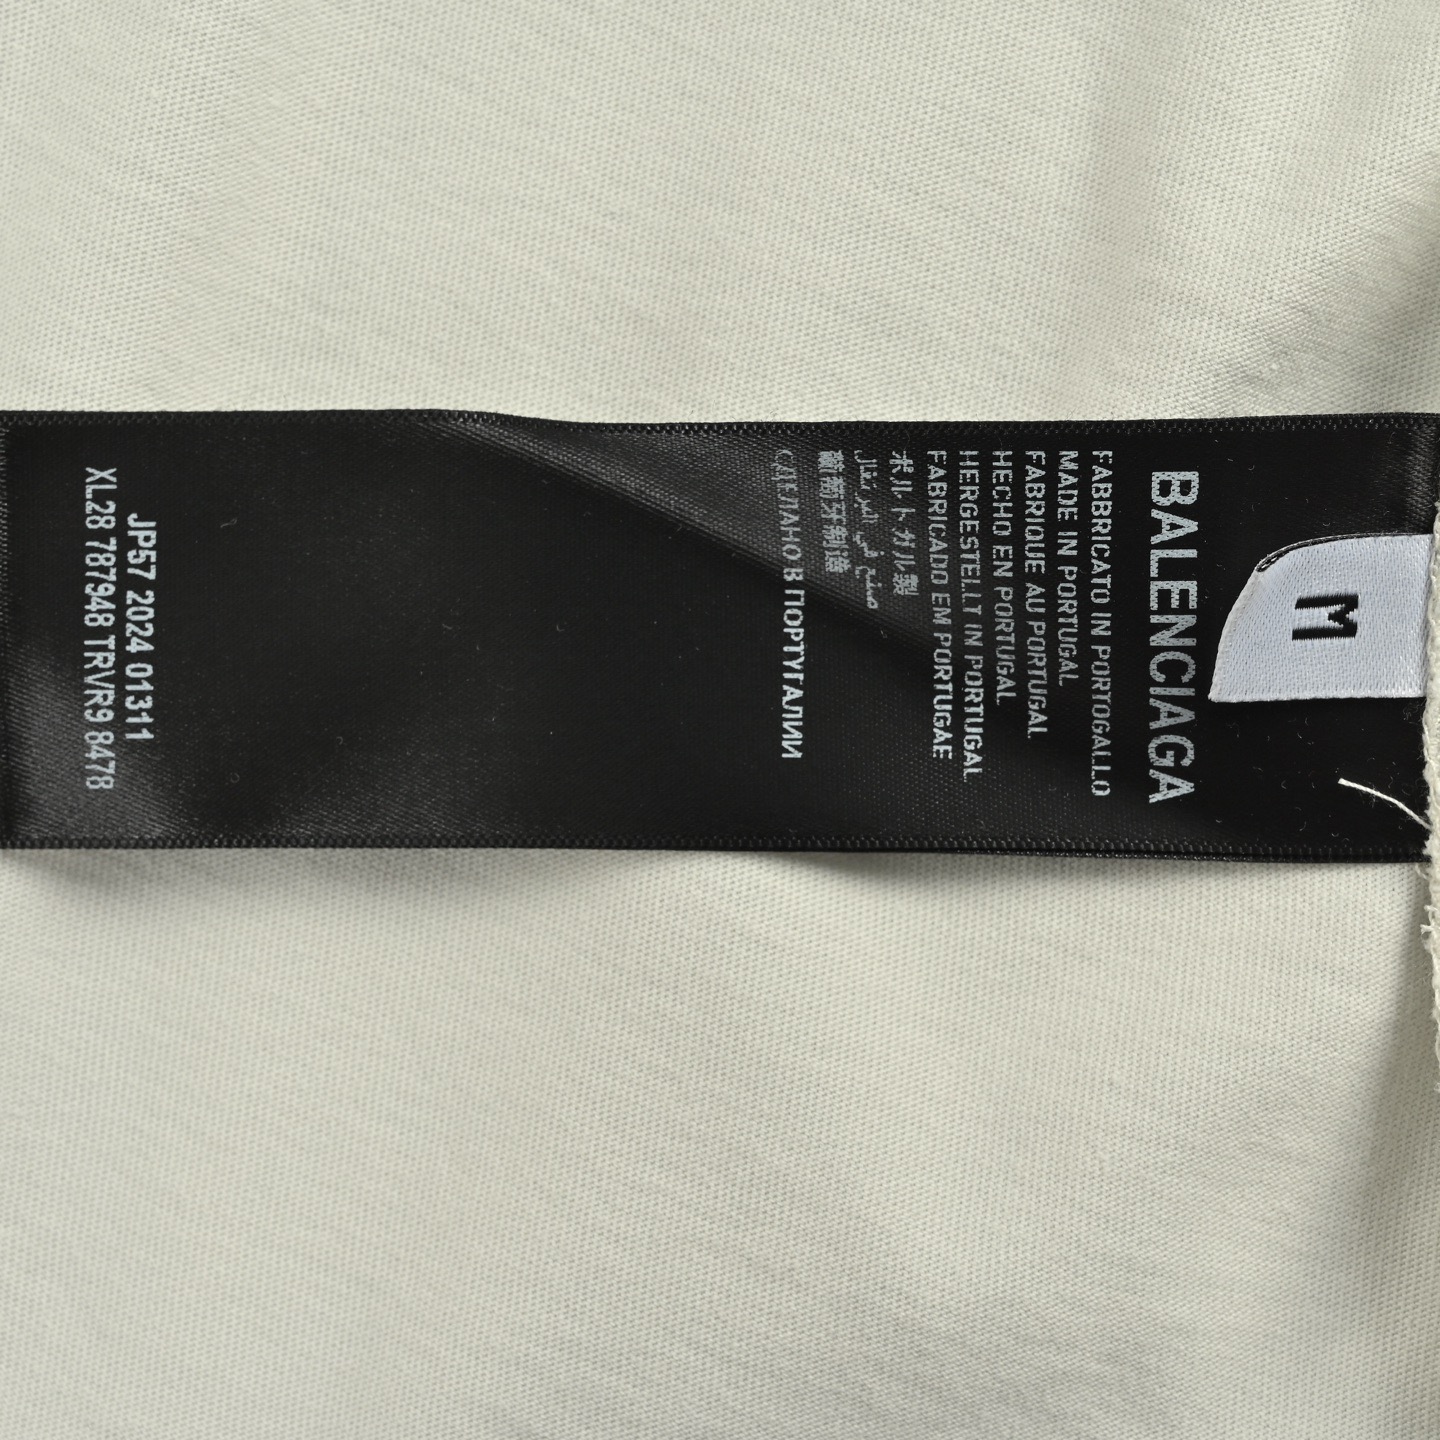 M
BALENCIAGA
FABBRICATO IN PORTOGALLO
MADE IN PORTUGAL
FABRIQUE AU PORTUGAL
HECHO EN PORTUGAL
HERGESTELLT IN PORTUGAL
FABRICADO EM PORTUGAE
ポルトガル製
صنع في البرتغال
葡萄牙制造
СДЕЛАНО В ПОРТУГАЛИИ
JP57 2024 01311
XL28 787948 TRVR9 8478